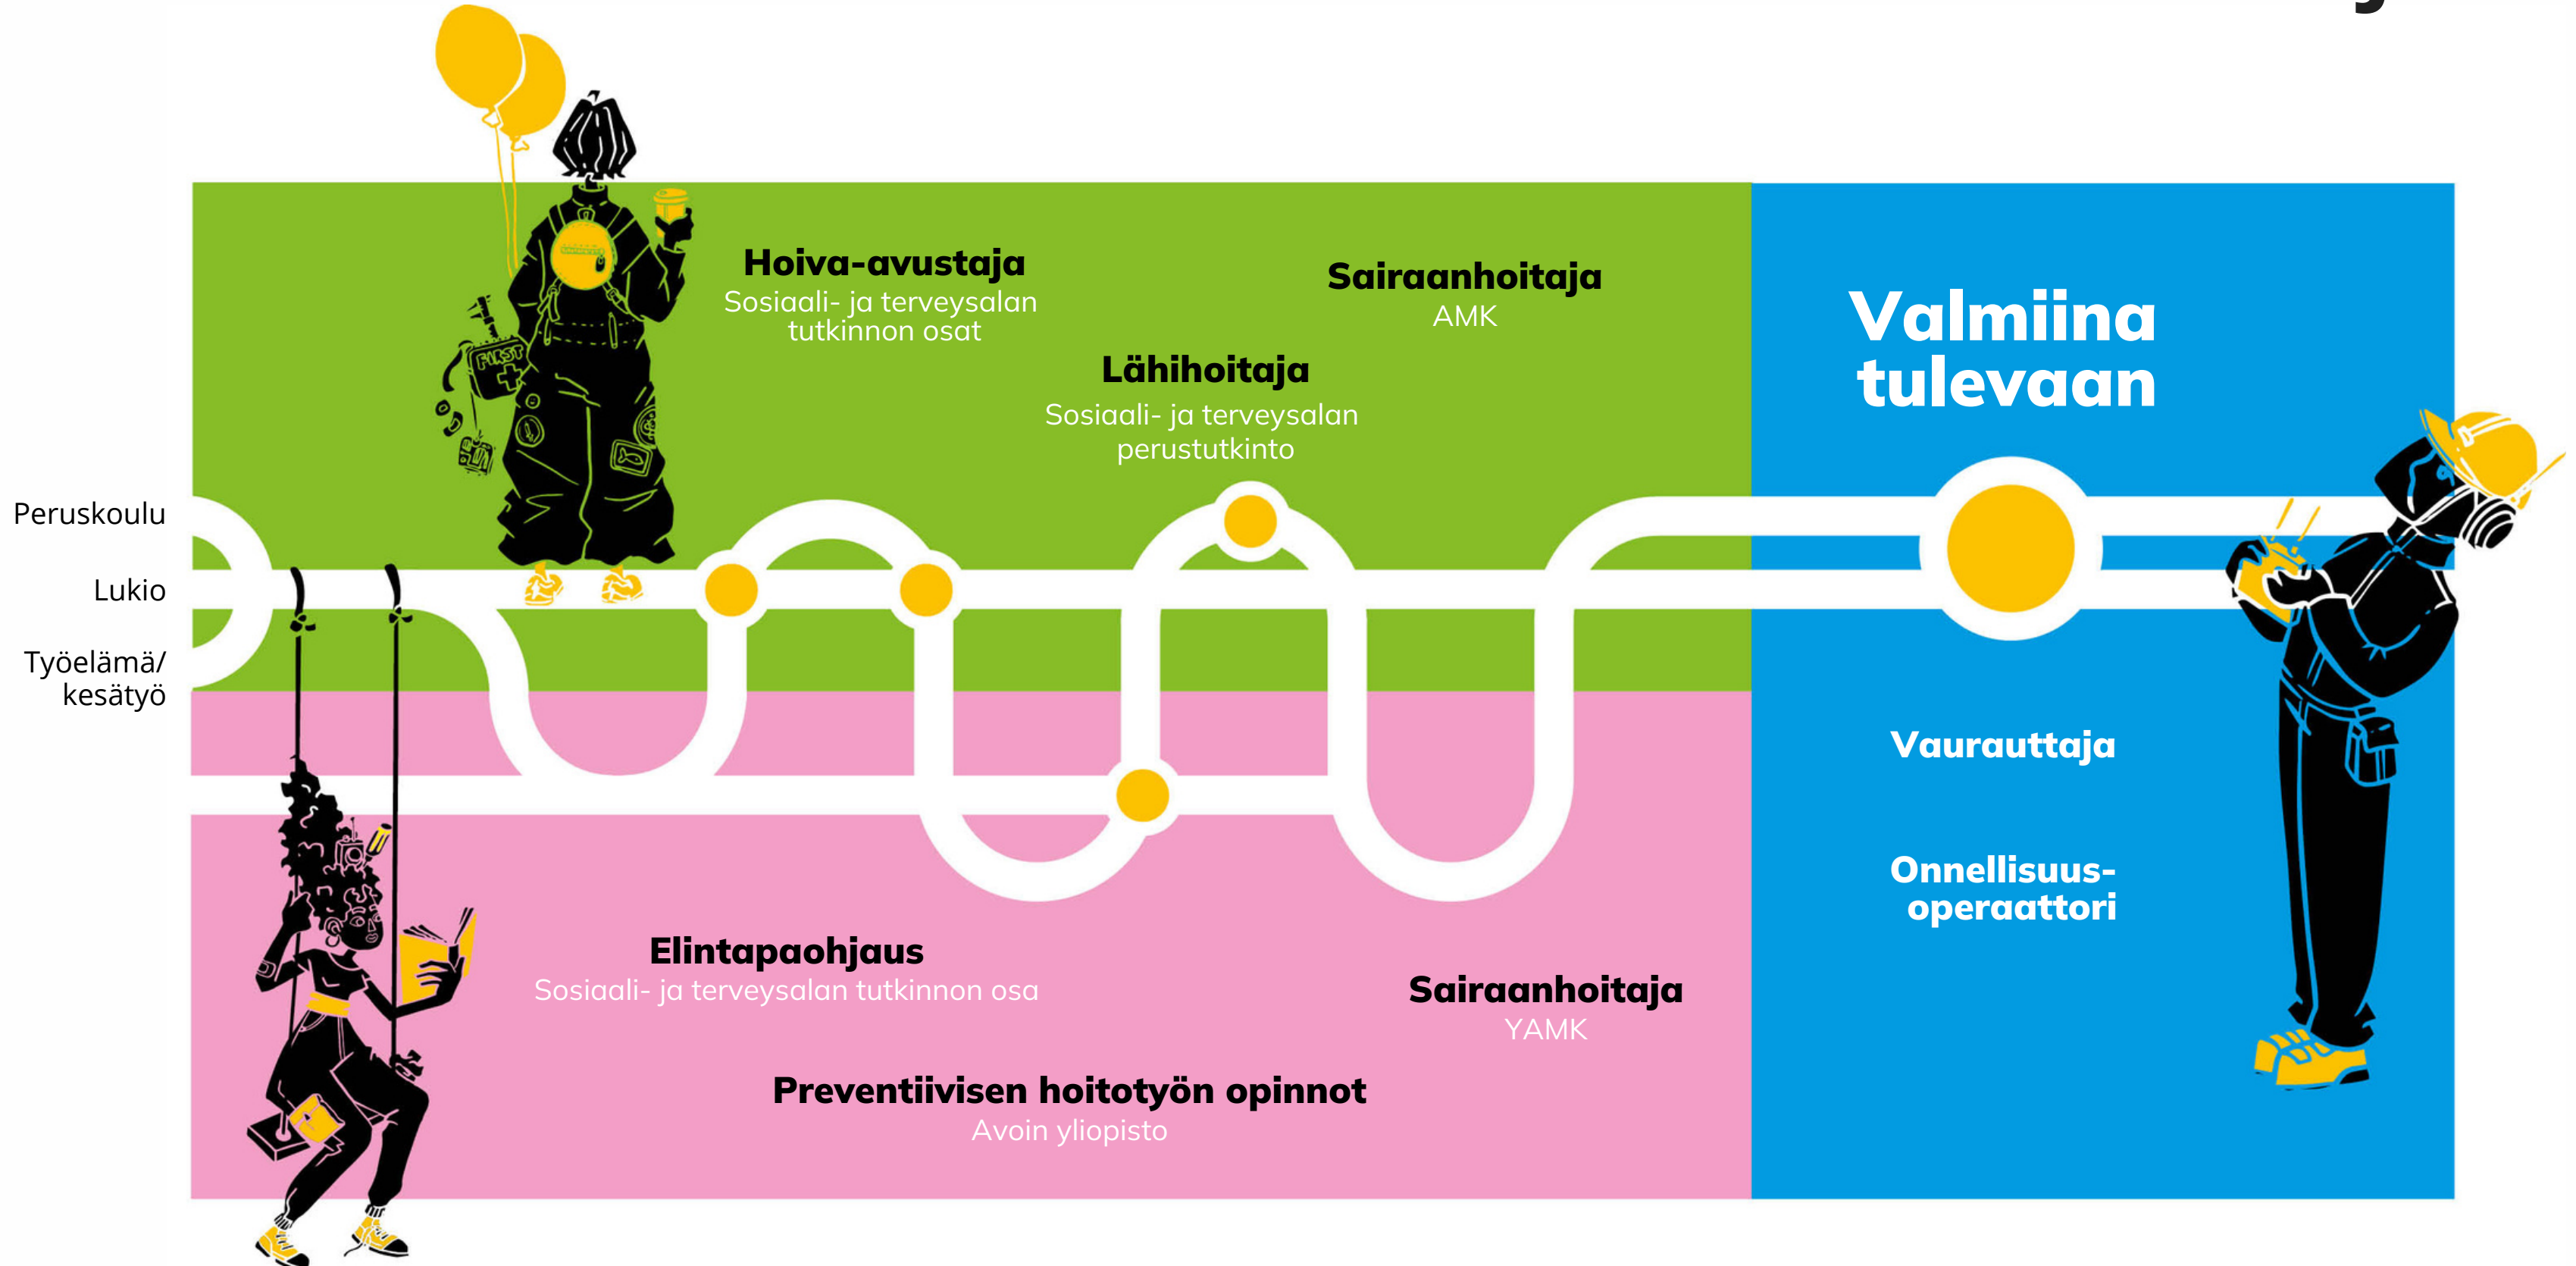 Peruskoulu
Lukio
Työelämä/
kesätyö
FIRST
Hoiva-avustaja
Sosiaali- ja terveysalan
tutkinnon osat
Lähihoitaja
Sosiaali- ja terveysalan
perustutkinto
Sairaanhoitaja
AMK
Elintapaohjaus
Sosiaali- ja terveysalan tutkinnon osa
Preventiivisen hoitotyön opinnot
Avoin yliopisto
Sairaanhoitaja
YAMK
Valmiina
tulevaan
Vaurauttaja
Onnellisuus-
operaattori